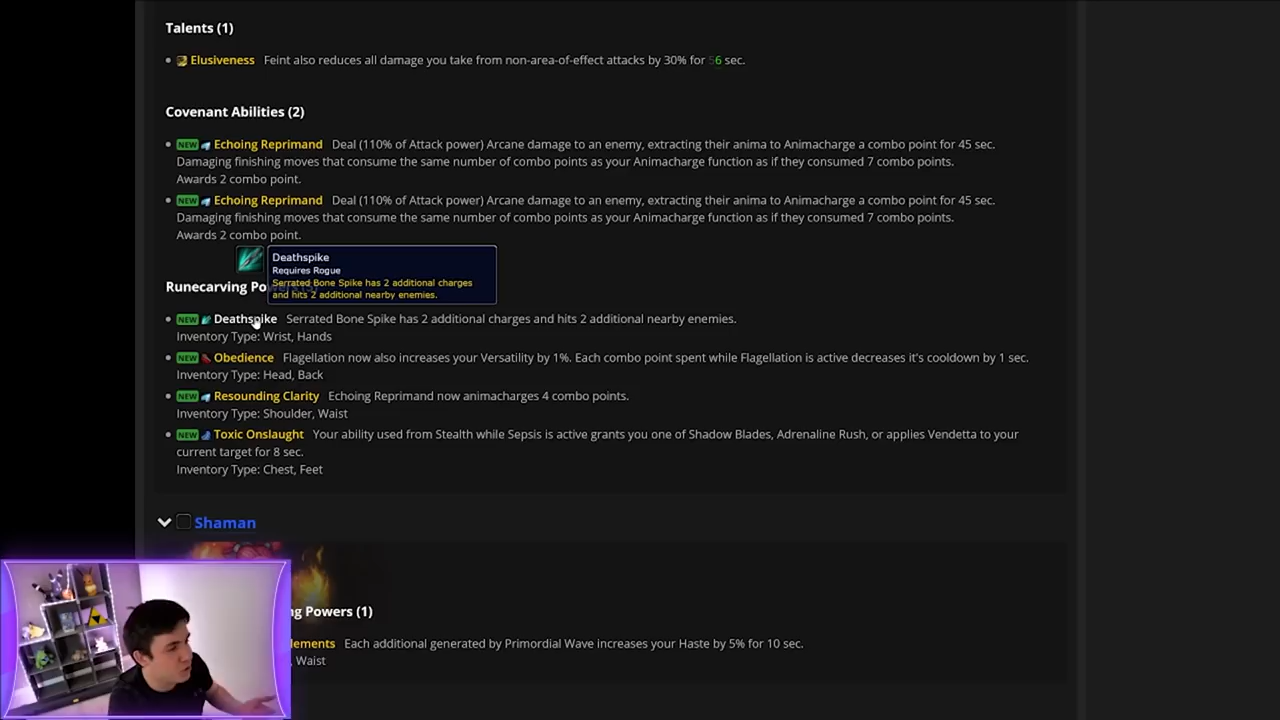 Talents (1)
Elusiveness Feint also reduces all damage you take from non-area-of-effect attacks by 30% for 56 sec.
Covenant Abilities (2)
NEW Echoing Reprimand Deal (110% of Attack power) Arcane damage to an enemy, extracting their anima to Animacharge a combo point for 45 sec.
Damaging finishing moves that consume the same number of combo points as your Animacharge function as if they consumed 7 combo points.
Awards 2 combo point.
NEW Echoing Reprimand Deal (110% of Attack power) Arcane damage to an enemy, extracting their anima to Animacharge a combo point for 45 sec.
Damaging finishing moves that consume the same number of combo points as your Animacharge function as if they consumed 7 combo points.
Awards 2 combo point.
Deathspike
Requires Rogue
Serrated Bone Spike has 2 additional charges
and hits 2 additional nearby enemies.
Runecarving
NEW Deathspike Serrated Bone Spike has 2 additional charges and hits 2 additional nearby enemies.
Inventory Type: Wrist, Hands
NEW Obedience Flagellation now also increases your Versatility by 1%. Each combo point spent while Flagellation is active decreases it's cooldown by 1 sec.
Inventory Type: Head, Back
NEW Resounding Clarity Echoing Reprimand now animacharges 4 combo points.
Inventory Type: Shoulder, Waist
NEW Toxic Onslaught Your ability used from Stealth while Sepsis is active grants you one of Shadow Blades, Adrenaline Rush, or applies Vendetta to your
current target for 8 sec.
Inventory Type: Chest, Feet
Shaman
ng Powers (1)
lements Each additional generated by Primordial Wave increases your Haste by 5% for 10 sec.
, Waist